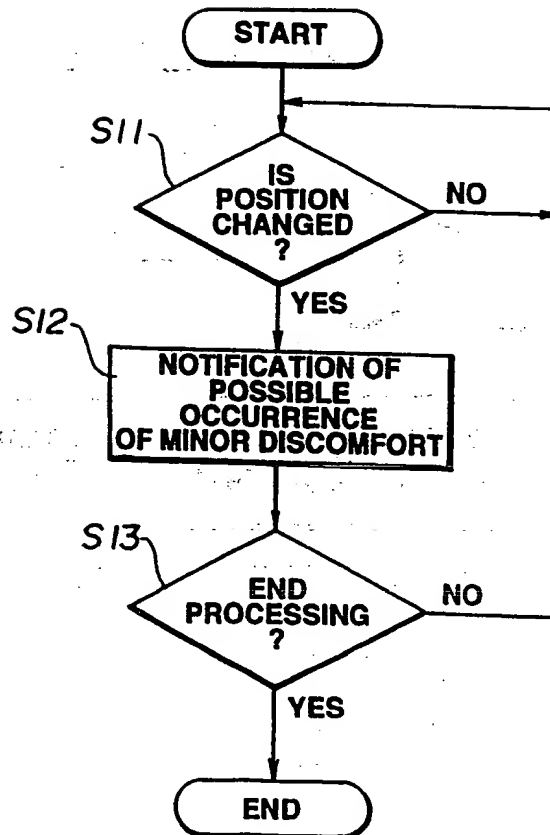 START
S11
IS
POSITION
CHANGED
?
NO
YES
S12
NOTIFICATION OF
POSSIBLE
OCCURRENCE
OF MINOR DISCOMFORT
S13
END
PROCESSING
?
NO
YES
END